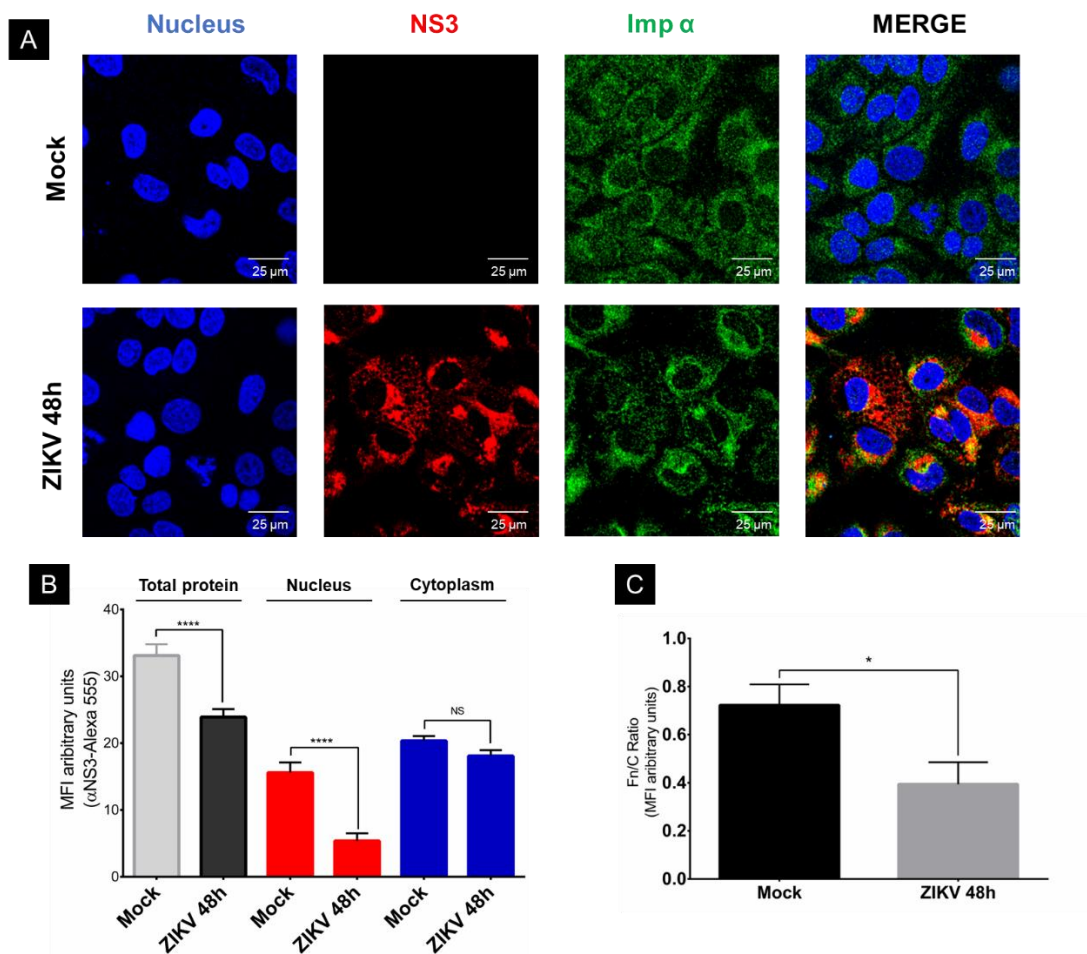 A
Nucleus
NS3
Imp α
MERGE
Mock
25 µm
25 µm
25 µm
25 µm
ZIKV 48h
25 µm
25 µm
25 µm
25 µm
B
Total protein
Nucleus
Cytoplasm
MFI aribitrary units
(αNS3-Alexa 555)
40
30
20
10
0
****
****
NS
Mock
ZIKV 48h
Mock
ZIKV 48h
Mock
ZIKV 48h
C
Fn/C Ratio
(MFI aribitrary units)
1.0
0.8
0.6
0.4
0.2
0.0
*
Mock
ZIKV 48h